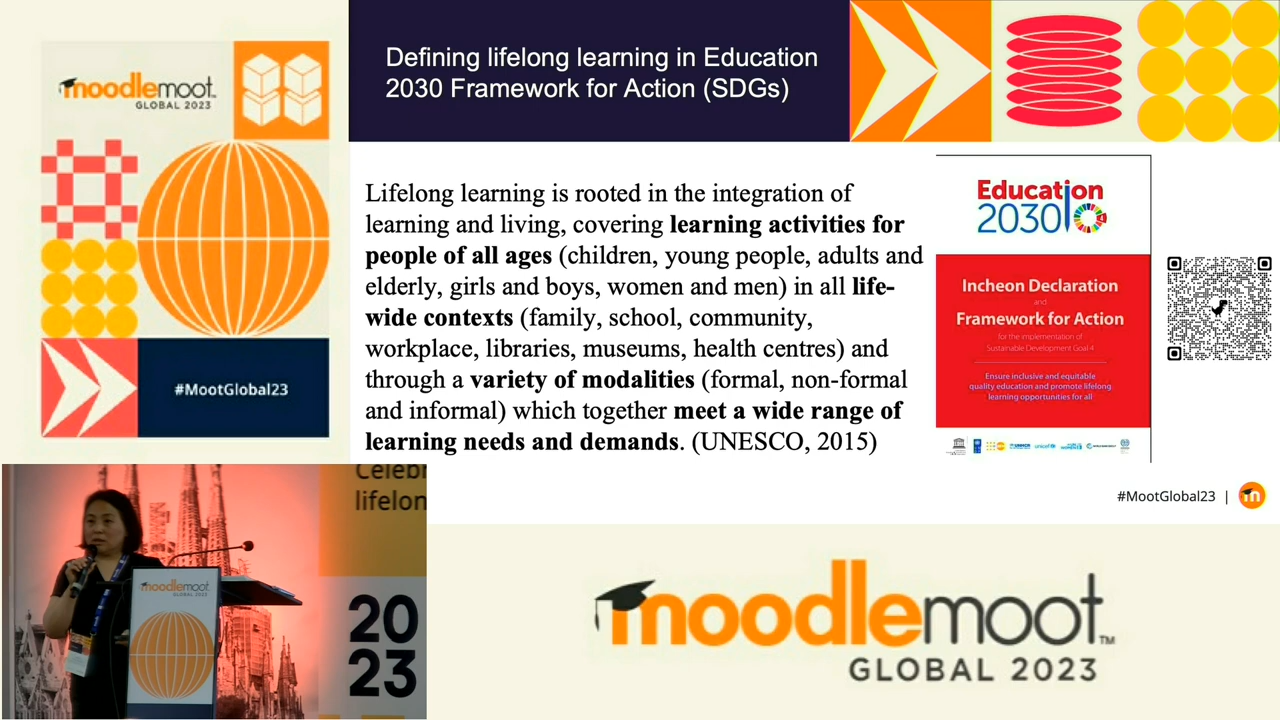 moodlemoot
GLOBAL 2023
#MootGlobal23
Defining lifelong learning in Education
2030 Framework for Action (SDGs)
Lifelong learning is rooted in the integration of
learning and living, covering learning activities for
people of all ages (children, young people, adults and
elderly, girls and boys, women and men) in all life-
wide contexts (family, school, community,
workplace, libraries, museums, health centres) and
through a variety of modalities (formal, non-formal
and informal) which together meet a wide range of
learning needs and demands. (UNESCO, 2015)
Education
2030
Incheon Declaration
and
Framework for Action
for the implementation of
Sustainable Development Goal 4
Ensure inclusive and equitable
quality education and promote lifelong
learning opportunities for all
#MootGlobal23 |
Celebr
lifelon
20
23
moodlemoot
GLOBAL 2023
moodlemoot™
GLOBAL 2023